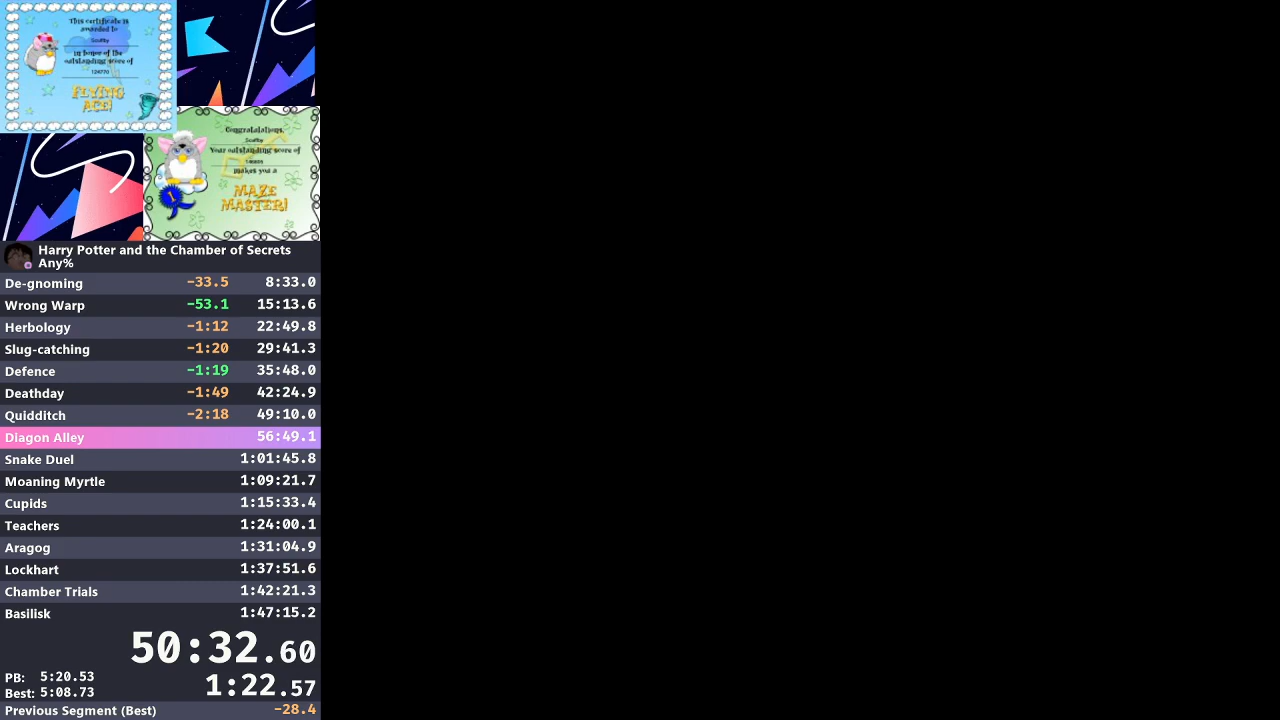 This certificate is
awarded to
Scuttby
in honor of the
outstanding score of
124770
FLYING
ACE!
Congratulations,
Scuttby
Your outstanding score of
makes you a
MAZE
MASTER!
1
Harry Potter and the Chamber of Secrets
Any%
De-gnoming -33.5 8:33.0
Wrong Warp -53.1 15:13.6
Herbology -1:12 22:49.8
Slug-catching -1:20 29:41.3
Defence -1:19 35:48.0
Deathday -1:49 42:24.9
Quidditch -2:18 49:10.0
Diagon Alley 56:49.1
Snake Duel 1:01:45.8
Moaning Myrtle 1:09:21.7
Cupids 1:15:33.4
Teachers 1:24:00.1
Aragog 1:31:04.9
Lockhart 1:37:51.6
Chamber Trials 1:42:21.3
Basilisk 1:47:15.2
50:32.60
PB: 5:20.53
Best: 5:08.73
1:22.57
Previous Segment (Best) -28.4